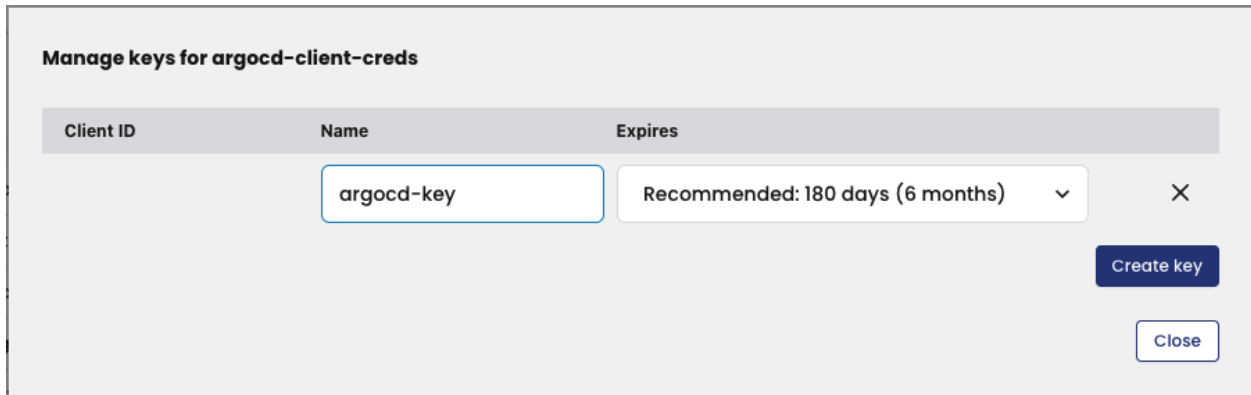 Manage keys for argocd-client-creds
Client ID Name Expires
argocd-key Recommended: 180 days (6 months)
Create key
Close